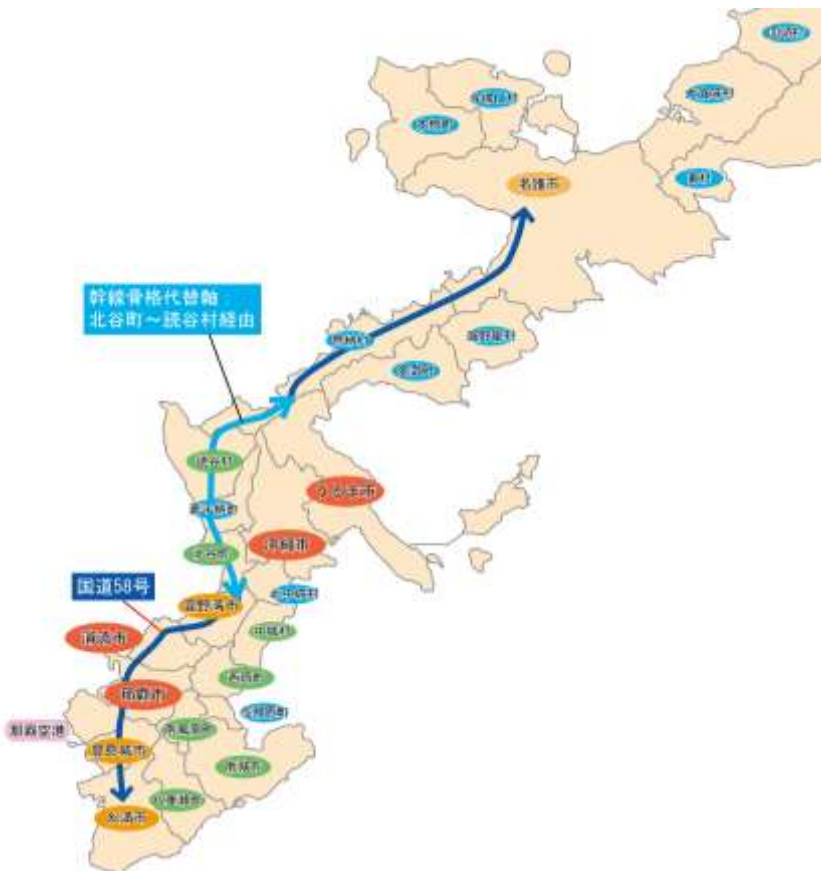 国頭村
大宜味村
今帰仁村
本部町
東村
名護市
幹線骨格代替軸
北谷町～読谷村経由
恩納村
宜野座村
金武町
読谷村
うるま市
嘉手納町
沖縄市
北谷町
国道58号
北中城村
宜野湾市
中城村
浦添市
西原町
那覇市
与那原町
那覇空港
南風原町
豊見城市
南城市
八重瀬町
糸満市